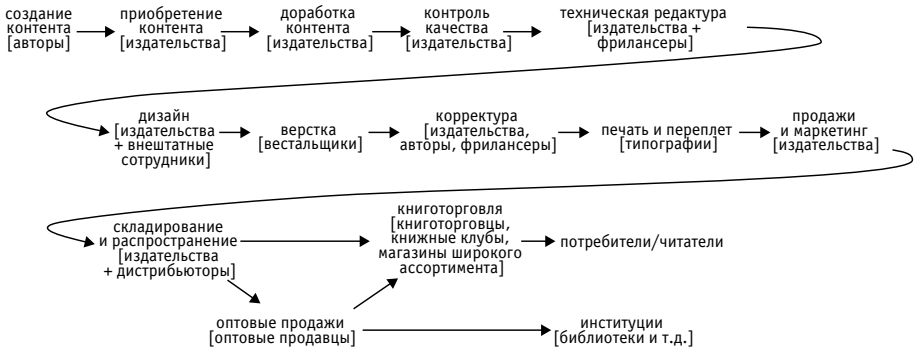 создание
контента
[авторы]
приобретение
контента
[издательства]
доработка
контента
[издательства]
контроль
качества
[издательства]
техническая редактура
[издательства +
фрилансеры]
дизайн
[издательства
+ внештатные
сотрудники]
верстка
[вестальщики]
корректура
[издательства,
авторы, фрилансеры]
печать и переплет
[типографии]
продажи
и маркетинг
[издательства]
складирование
и распространение
[издательства
+ дистрибьюторы]
книготорговля
[книготорговцы,
книжные клубы,
магазины широкого
ассортимента]
потребители/читатели
оптовые продажи
[оптовые продавцы]
институции
[библиотеки и т.д.]